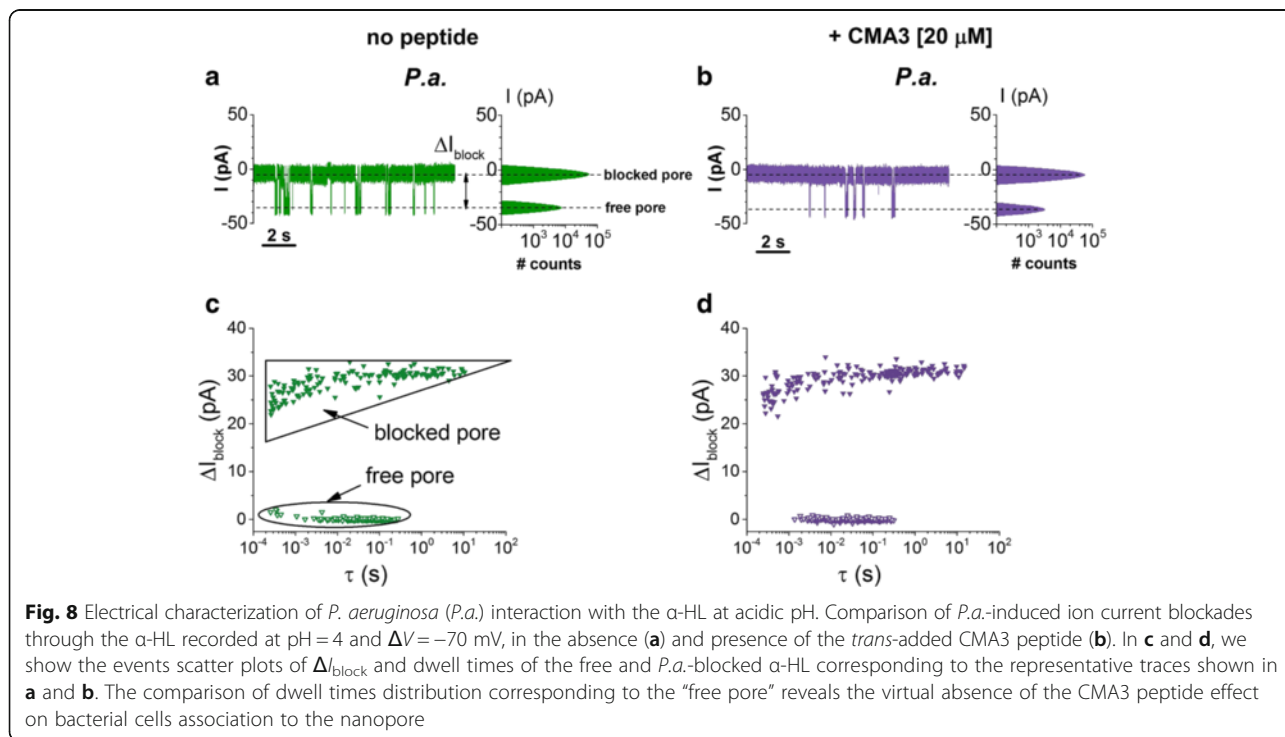 no peptide
+ CMA3 [20 μM]
a
P.a.
I (pA)
50
0
-50
I (pA)
ΔI block
2 s
50
0
-50
10³ 10⁴ 10⁵
# counts
blocked pore
free pore
b
P.a.
I (pA)
50
0
-50
I (pA)
2 s
50
0
-50
10³ 10⁴ 10⁵
# counts
c
40
30
20
10
0
ΔI block (pA)
blocked pore
free pore
10⁻⁴ 10⁻³ 10⁻² 10⁻¹ 10⁰ 10¹ 10²
τ (s)
d
40
30
20
10
0
ΔI block (pA)
10⁻⁴ 10⁻³ 10⁻² 10⁻¹ 10⁰ 10¹ 10²
τ (s)
Fig. 8 Electrical characterization of P. aeruginosa (P.a.) interaction with the α-HL at acidic pH. Comparison of P.a.-induced ion current blockades
through the α-HL recorded at pH = 4 and ΔV = −70 mV, in the absence (a) and presence of the trans-added CMA3 peptide (b). In c and d, we
show the events scatter plots of ΔI block and dwell times of the free and P.a.-blocked α-HL corresponding to the representative traces shown in
a and b. The comparison of dwell times distribution corresponding to the “free pore” reveals the virtual absence of the CMA3 peptide effect
on bacterial cells association to the nanopore